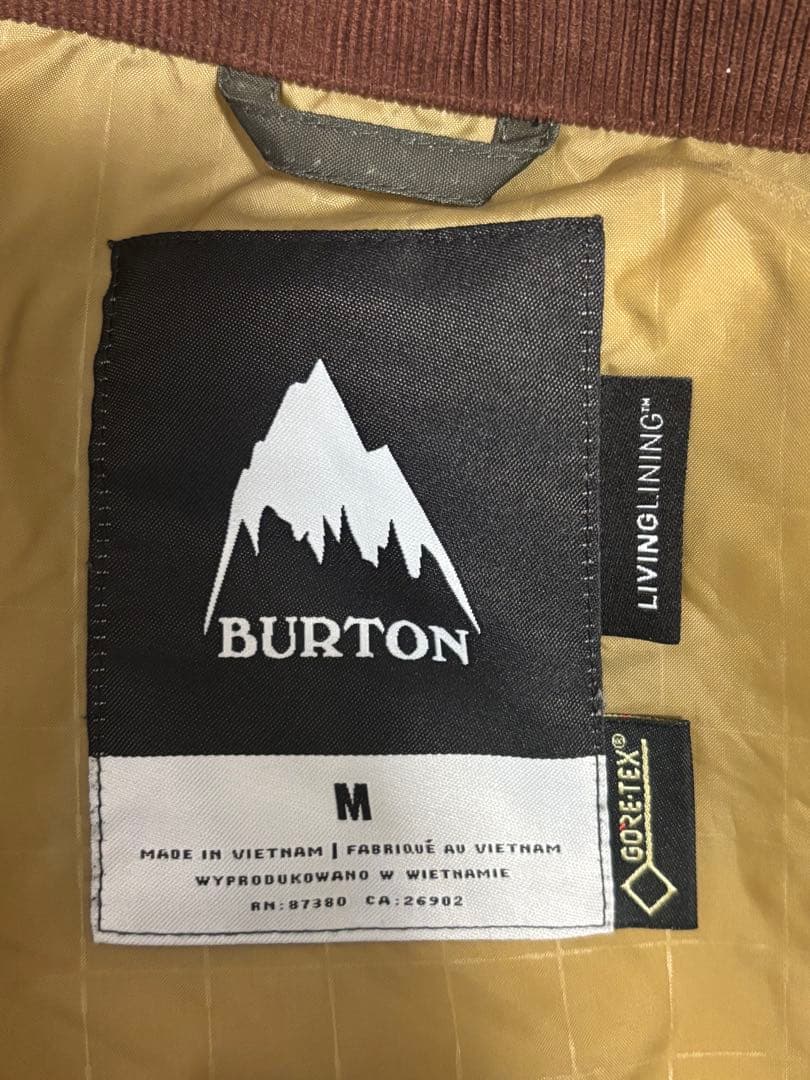 BURTON
LIVINGLINING™
GORE-TEX®
M
MADE IN VIETNAM | FABRIQUÉ AU VIETNAM
WYPRODUKOWANO W WIETNAMIE
RN:87380 CA:26902